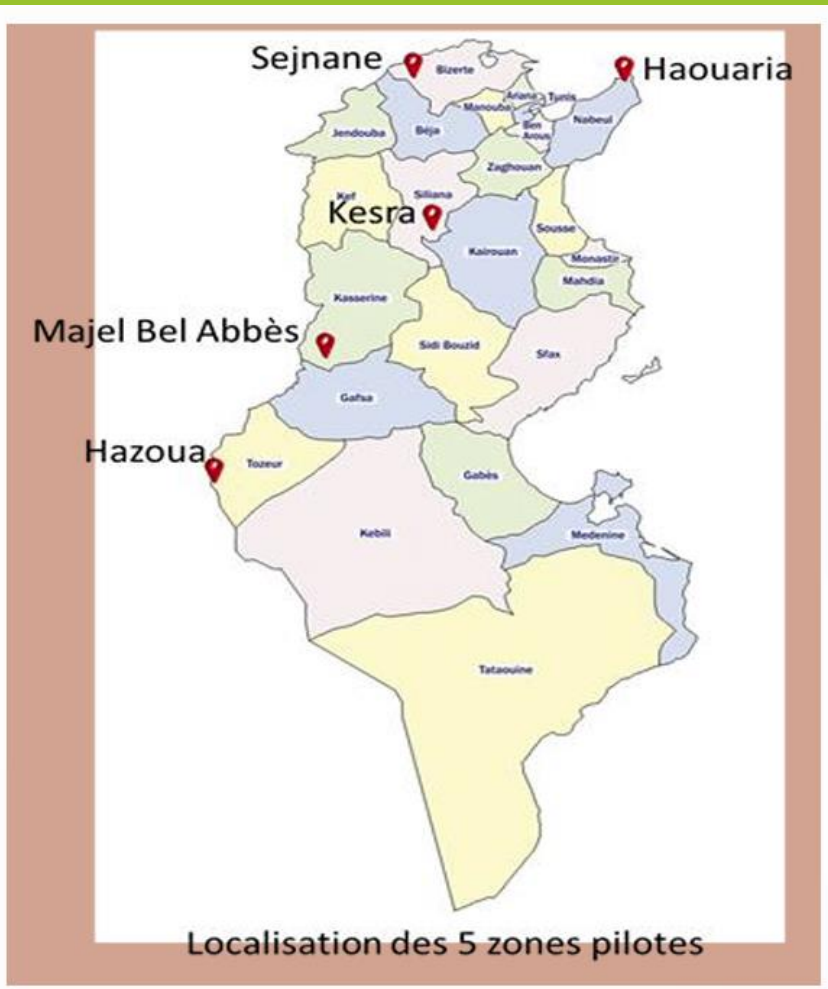 Sejnane
Haouaria
Bizerte
Ariana
Tunis
Manouba
Nabeul
Ben
Arous
Jendouba
Béja
Zaghouan
Siliana
Kef
Kesra
Sousse
Kairouan
Monastir
Mahdia
Kasserine
Majel Bel Abbès
Sidi Bouzid
Sfax
Gafsa
Hazoua
Tozeur
Gabès
Kebili
Medenine
Tataouine
Localisation des 5 zones pilotes